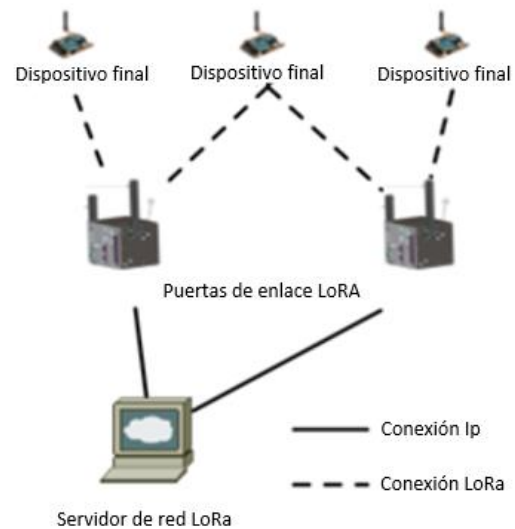 Dispositivo final
Dispositivo final
Dispositivo final
Puertas de enlace LoRA
Conexión Ip
Conexión LoRa
Servidor de red LoRa